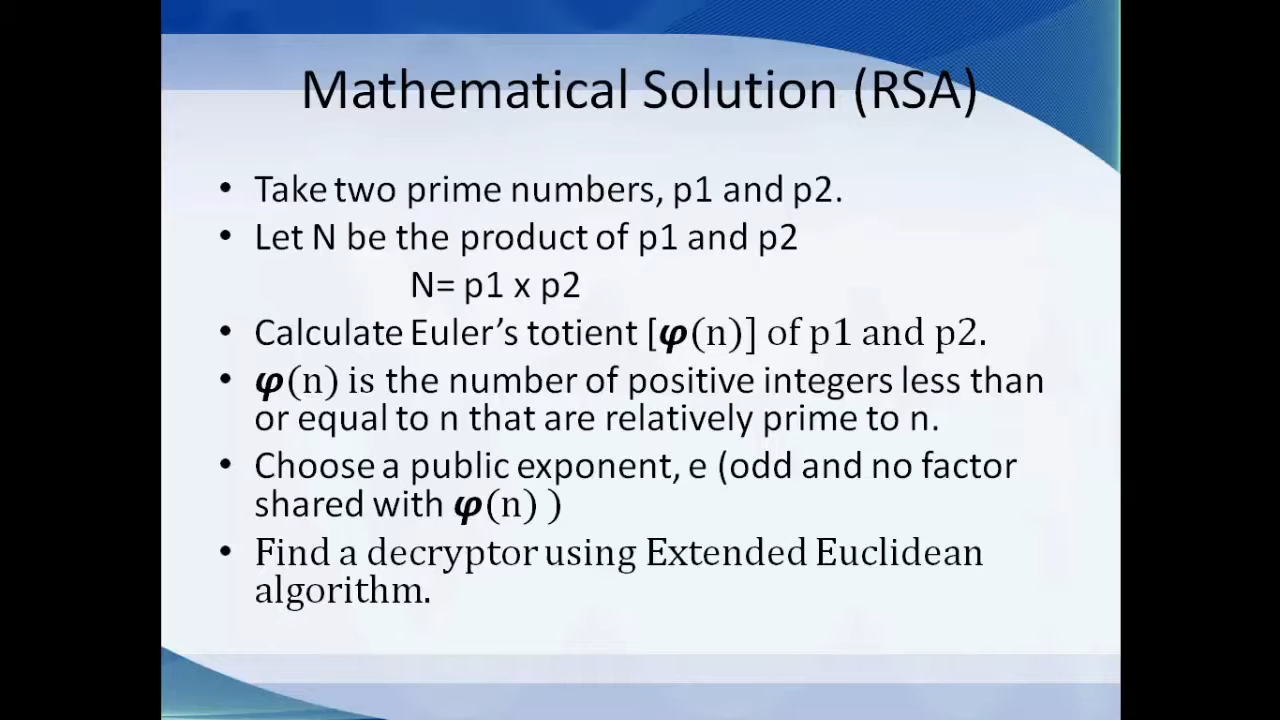 Mathematical Solution (RSA)
• Take two prime numbers, p1 and p2.
• Let N be the product of p1 and p2
N= p1 x p2
• Calculate Euler’s totient [φ(n)] of p1 and p2.
• φ(n) is the number of positive integers less than
or equal to n that are relatively prime to n.
• Choose a public exponent, e (odd and no factor
shared with φ(n) )
• Find a decryptor using Extended Euclidean
algorithm.